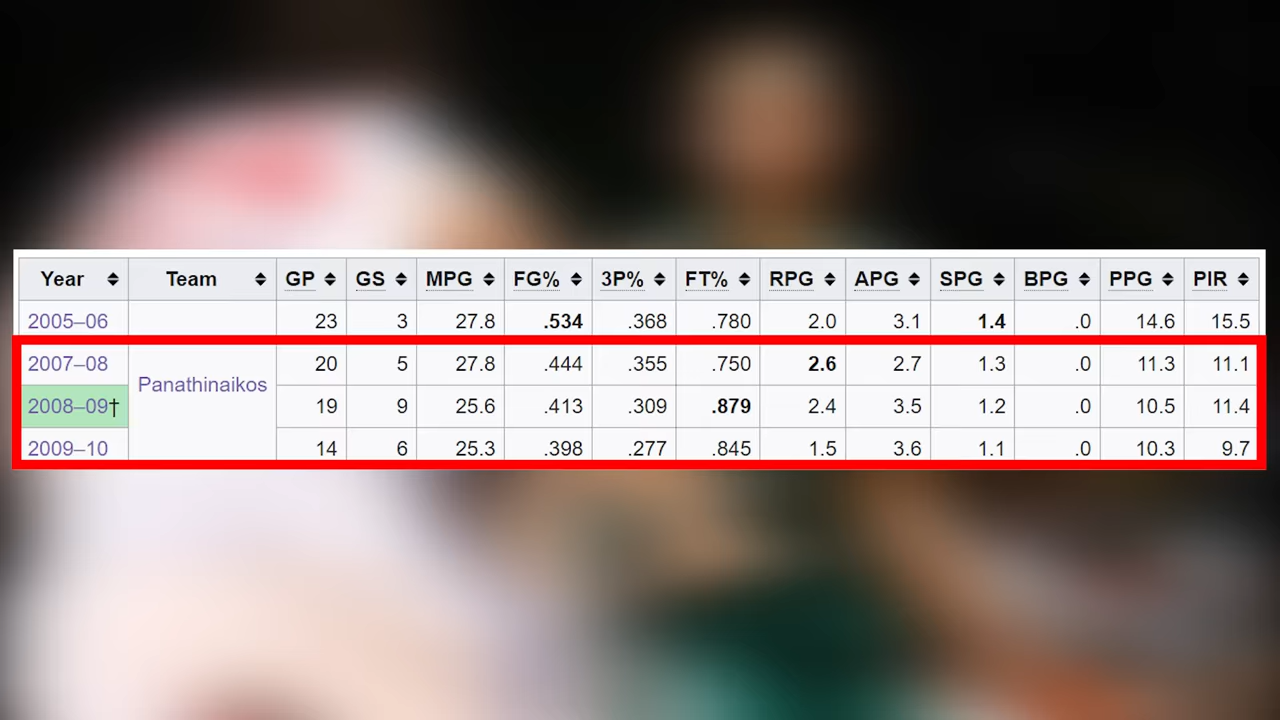 Year Team GP GS MPG FG% 3P% FT% RPG APG SPG BPG PPG PIR
2005–06 23 3 27.8 .534 .368 .780 2.0 3.1 1.4 .0 14.6 15.5
2007–08 Panathinaikos 20 5 27.8 .444 .355 .750 2.6 2.7 1.3 .0 11.3 11.1
2008–09† 19 9 25.6 .413 .309 .879 2.4 3.5 1.2 .0 10.5 11.4
2009–10 14 6 25.3 .398 .277 .845 1.5 3.6 1.1 .0 10.3 9.7